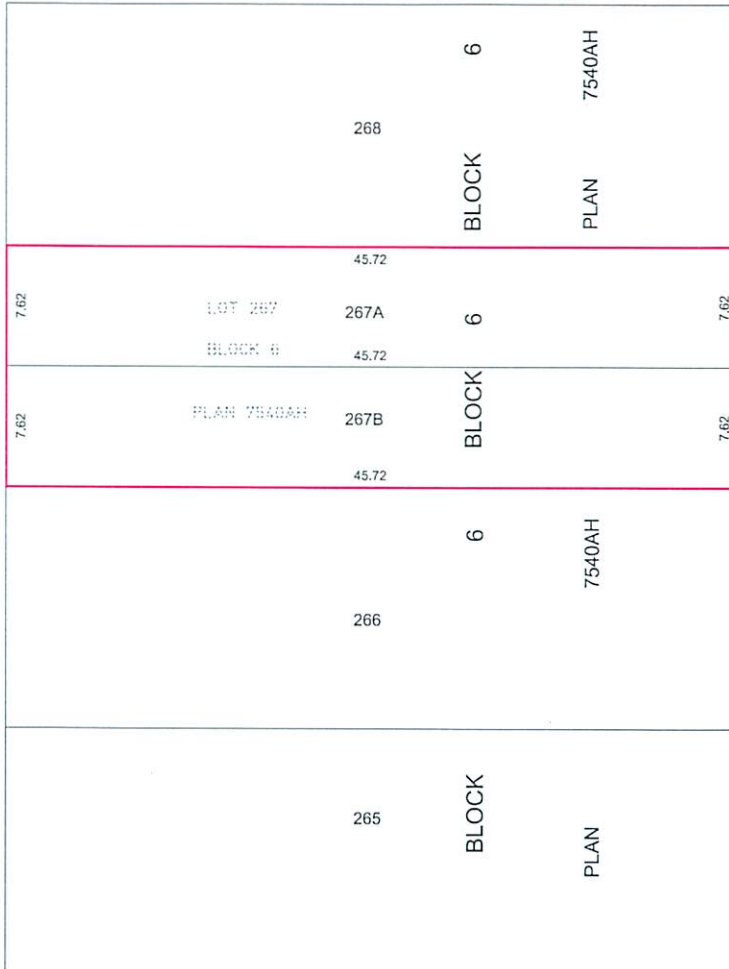 6
7540AH
268
BLOCK
PLAN
45.72
7.62
LOT 267
267A
6
7.62
BLOCK 6
45.72
BLOCK
7.62
PLAN 7540AH
267B
7.62
45.72
6
7540AH
266
BLOCK
265
PLAN